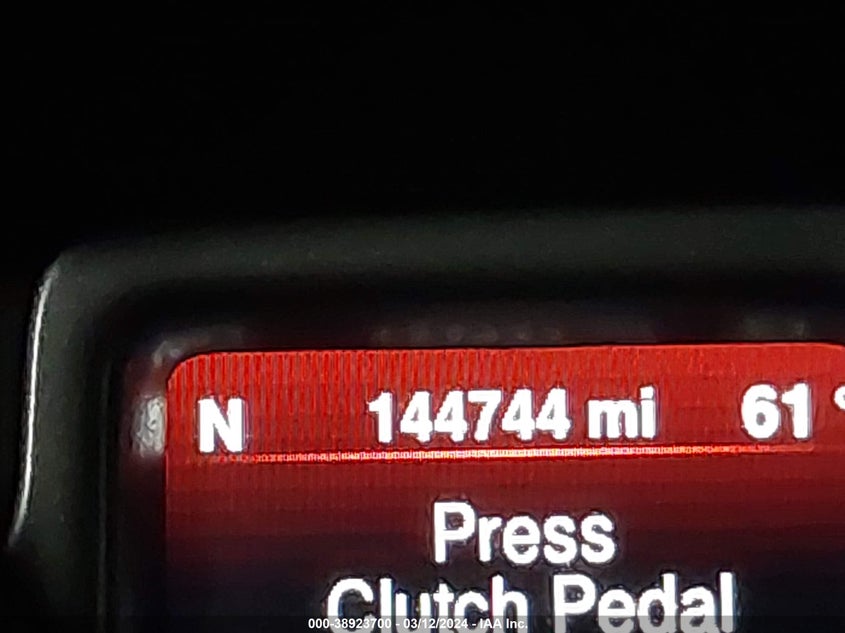 N 144744 mi 61 °
Press
Clutch Pedal
000-38923700 - 03/12/2024 - IAA Inc.